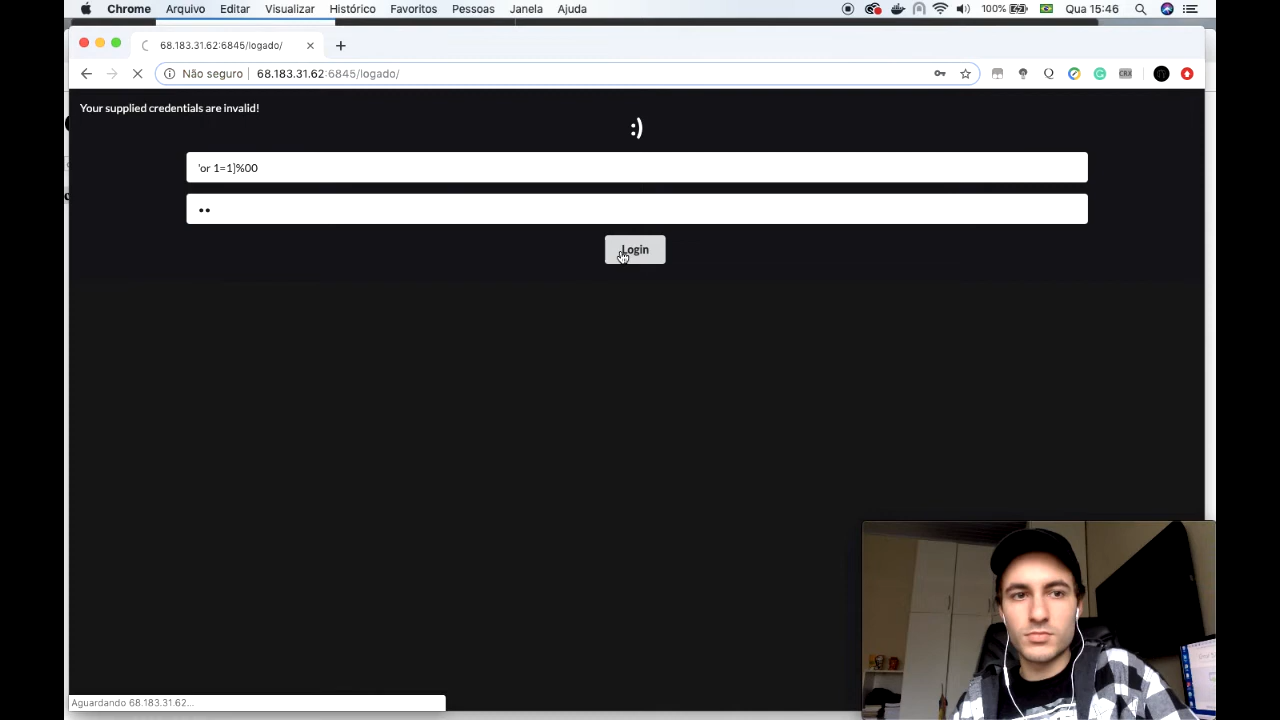 Chrome Arquivo Editar Visualizar Histórico Favoritos Pessoas Janela Ajuda 100% Qua 15:46
68.183.31.62:6845/logado/
Não seguro 68.183.31.62:6845/logado/ CRX
Your supplied credentials are invalid!
:)
'or 1=1]%00
••
Login
Aguardando 68.183.31.62...